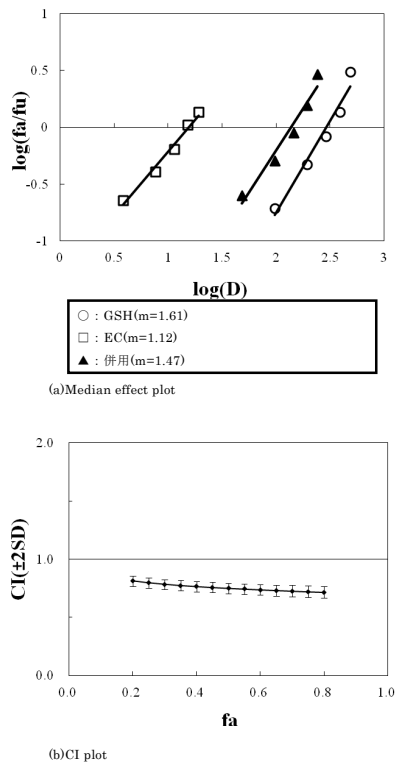 1
0.5
0
-0.5
-1
log(fa/fu)
0 0.5 1 1.5 2 2.5 3
log(D)
○ : GSH(m=1.61)
□ : EC(m=1.12)
▲ : 併用(m=1.47)
(a)Median effect plot
2.0
1.0
0.0
CI(±2SD)
0.0 0.2 0.4 0.6 0.8 1.0
fa
(b)CI plot